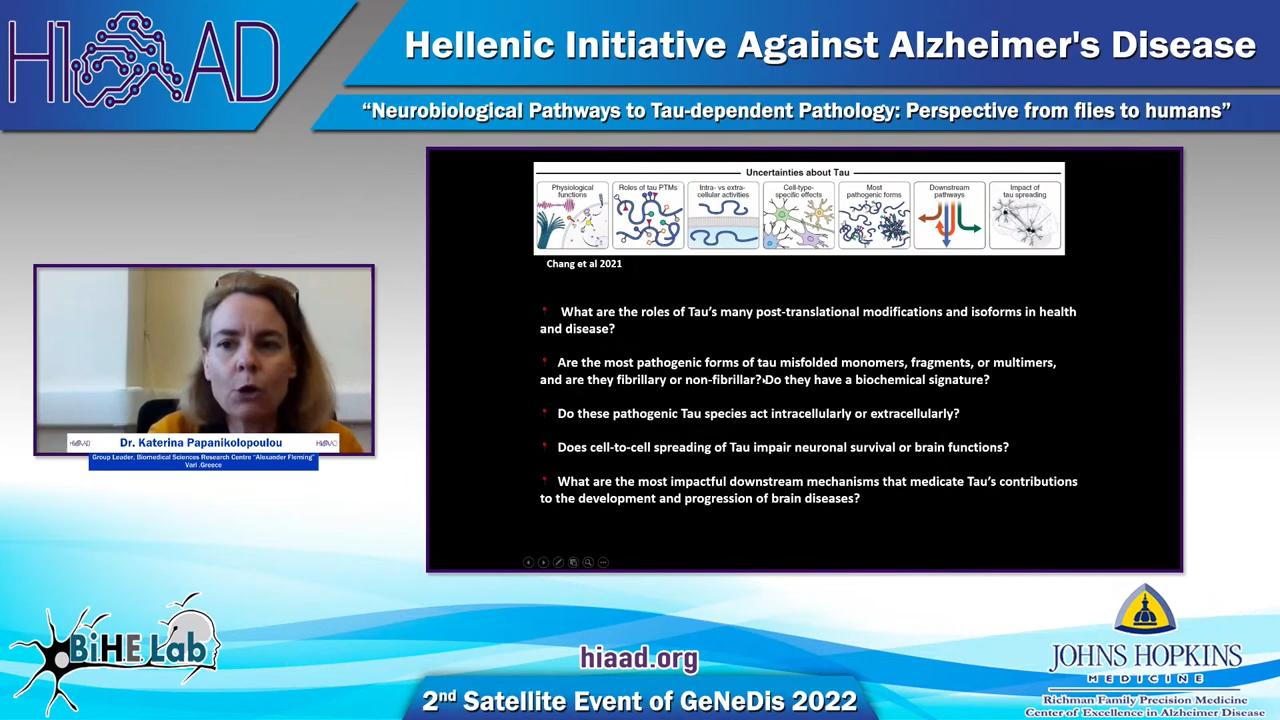 HIAAD
Hellenic Initiative Against Alzheimer's Disease
“Neurobiological Pathways to Tau-dependent Pathology: Perspective from flies to humans”
Uncertainties about Tau
Physiological
functions
Roles of tau PTMs
Intra- vs extra-
cellular activities
Cell-type-
specific effects
Most
pathogenic forms
Downstream
pathways
Impact of
tau spreading
Chang et al 2021
What are the roles of Tau’s many post-translational modifications and isoforms in health
and disease?
Are the most pathogenic forms of tau misfolded monomers, fragments, or multimers,
and are they fibrillary or non-fibrillar? Do they have a biochemical signature?
Do these pathogenic Tau species act intracellularly or extracellularly?
Does cell-to-cell spreading of Tau impair neuronal survival or brain functions?
What are the most impactful downstream mechanisms that medicate Tau’s contributions
to the development and progression of brain diseases?
HIAAD
Dr. Katerina Papanikolopoulou
HIAAD
Group Leader, Biomedical Sciences Research Centre "Alexander Fleming"
Vari .Greece
BiHE Lab
hiaad.org
2nd Satellite Event of GeNeDis 2022
JOHNS HOPKINS
MEDICINE
Richman Family Precision Medicine
Center of Excellence in Alzheimer Disease